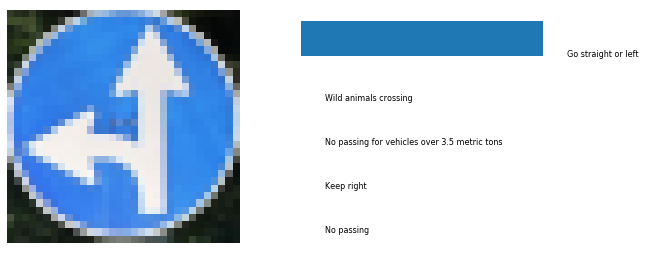 Go straight or left
Wild animals crossing
No passing for vehicles over 3.5 metric tons
Keep right
No passing